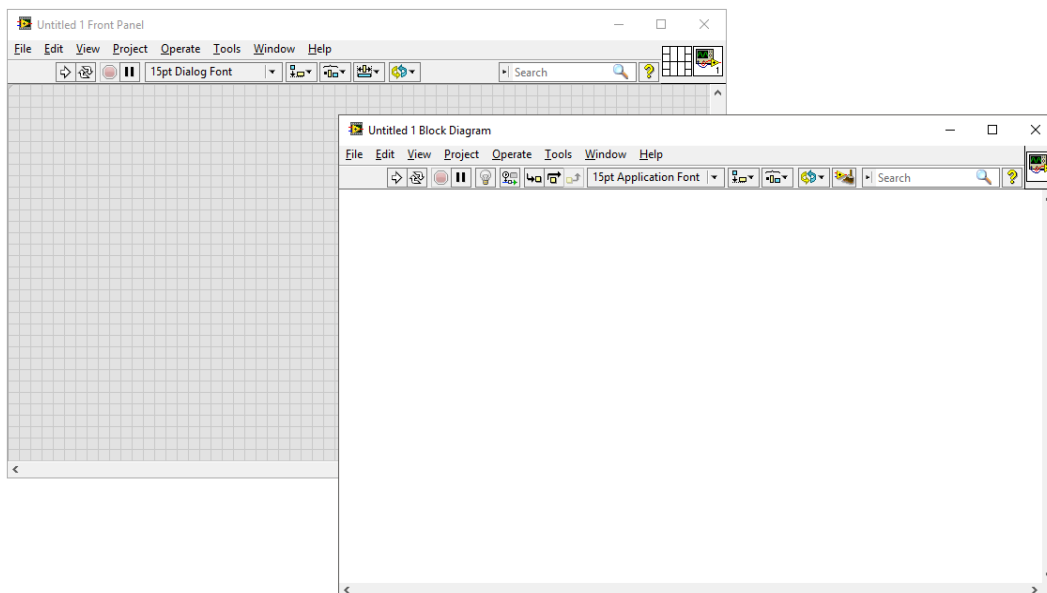 Untitled 1 Front Panel
File Edit View Project Operate Tools Window Help
15pt Dialog Font Search ? 1
Untitled 1 Block Diagram
File Edit View Project Operate Tools Window Help
15pt Application Font Search ?